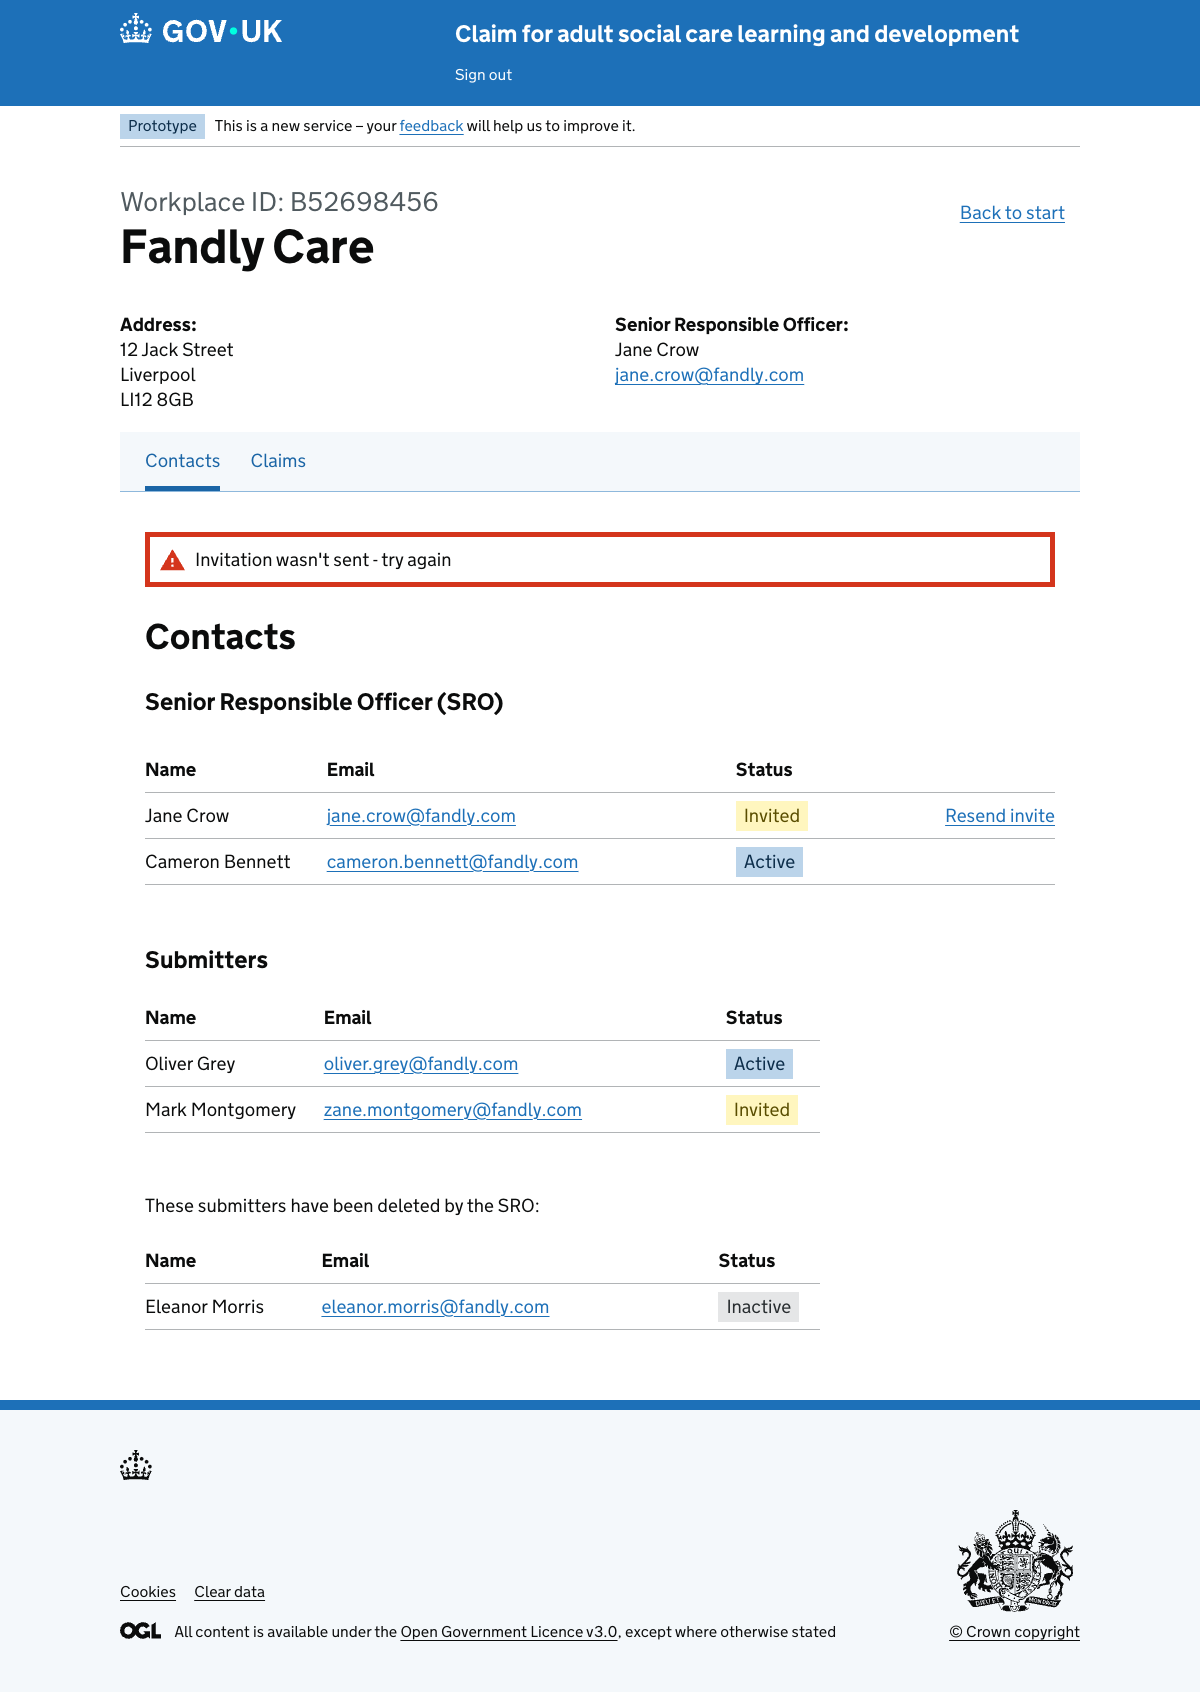 GOV·UK
Claim for adult social care learning and development
Sign out
Prototype This is a new service – your feedback will help us to improve it.
Workplace ID: B52698456
Back to start
Fandly Care
Address:
12 Jack Street
Liverpool
LI12 8GB
Senior Responsible Officer:
Jane Crow
jane.crow@fandly.com
Contacts Claims
Invitation wasn't sent - try again
Contacts
Senior Responsible Officer (SRO)
Name Email Status
Jane Crow jane.crow@fandly.com Invited Resend invite
Cameron Bennett cameron.bennett@fandly.com Active
Submitters
Name Email Status
Oliver Grey oliver.grey@fandly.com Active
Mark Montgomery zane.montgomery@fandly.com Invited
These submitters have been deleted by the SRO:
Name Email Status
Eleanor Morris eleanor.morris@fandly.com Inactive
Cookies Clear data
OGL All content is available under the Open Government Licence v3.0, except where otherwise stated
© Crown copyright